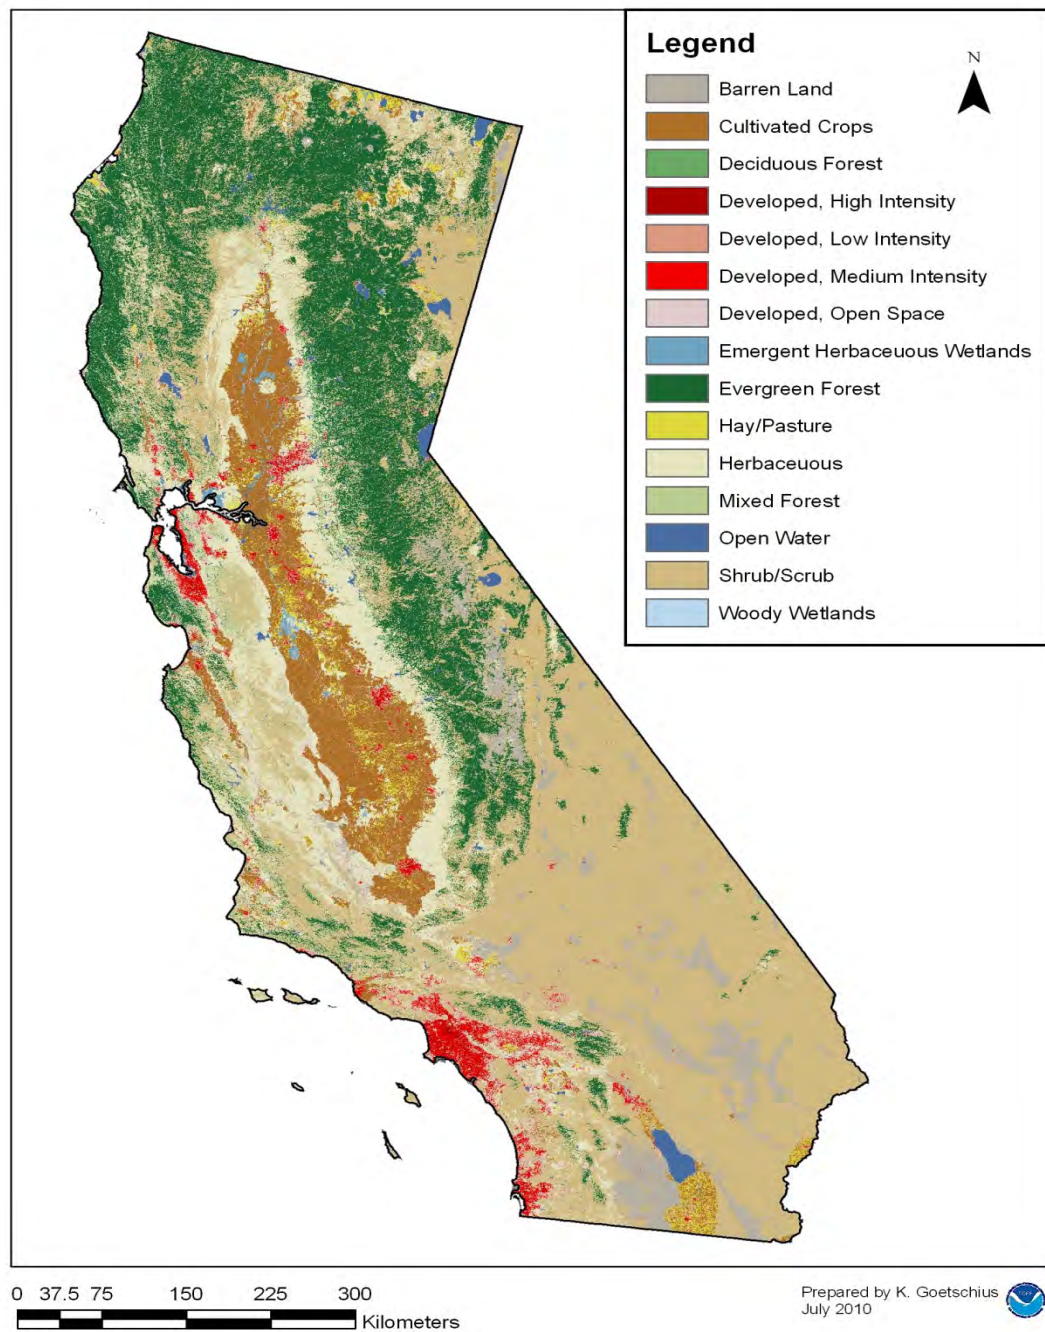 Legend
N
Barren Land
Cultivated Crops
Deciduous Forest
Developed, High Intensity
Developed, Low Intensity
Developed, Medium Intensity
Developed, Open Space
Emergent Herbaceuous Wetlands
Evergreen Forest
Hay/Pasture
Herbaceuous
Mixed Forest
Open Water
Shrub/Scrub
Woody Wetlands
0 37.5 75 150 225 300
Kilometers
Prepared by K. Goetschius
July 2010